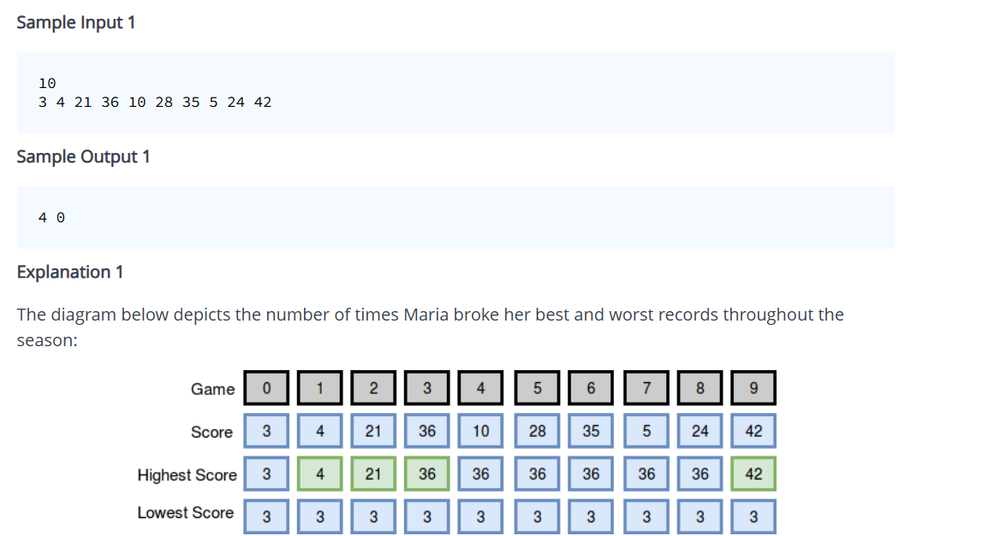 Sample Input 1
10
3 4 21 36 10 28 35 5 24 42
Sample Output 1
4 0
Explanation 1
The diagram below depicts the number of times Maria broke her best and worst records throughout the
season:
Game 0 1 2 3 4 5 6 7 8 9
Score 3 4 21 36 10 28 35 5 24 42
Highest Score 3 4 21 36 36 36 36 36 36 42
Lowest Score 3 3 3 3 3 3 3 3 3 3